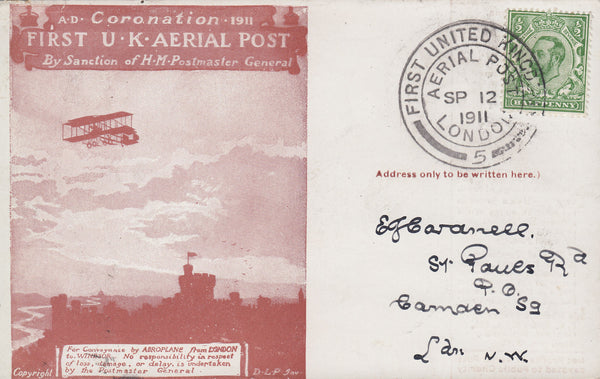 A·D· Coronation · 1911
FIRST U·K·AERIAL POST
By Sanction of H·M·Postmaster General
FIRST UNITED KINGDOM
AERIAL POST
SP 12
1911
LONDON
5
HALFPENNY
Address only to be written here.)
St Pauls Rd
P.O.
Camden Sq
Ldn N.W.
For Conveyance by AEROPLANE from LONDON
to WINDSOR. No responsibility in respect
of loss, damage, or delay, is undertaken
by the Postmaster General.
Copyright
D·L·P·Inv